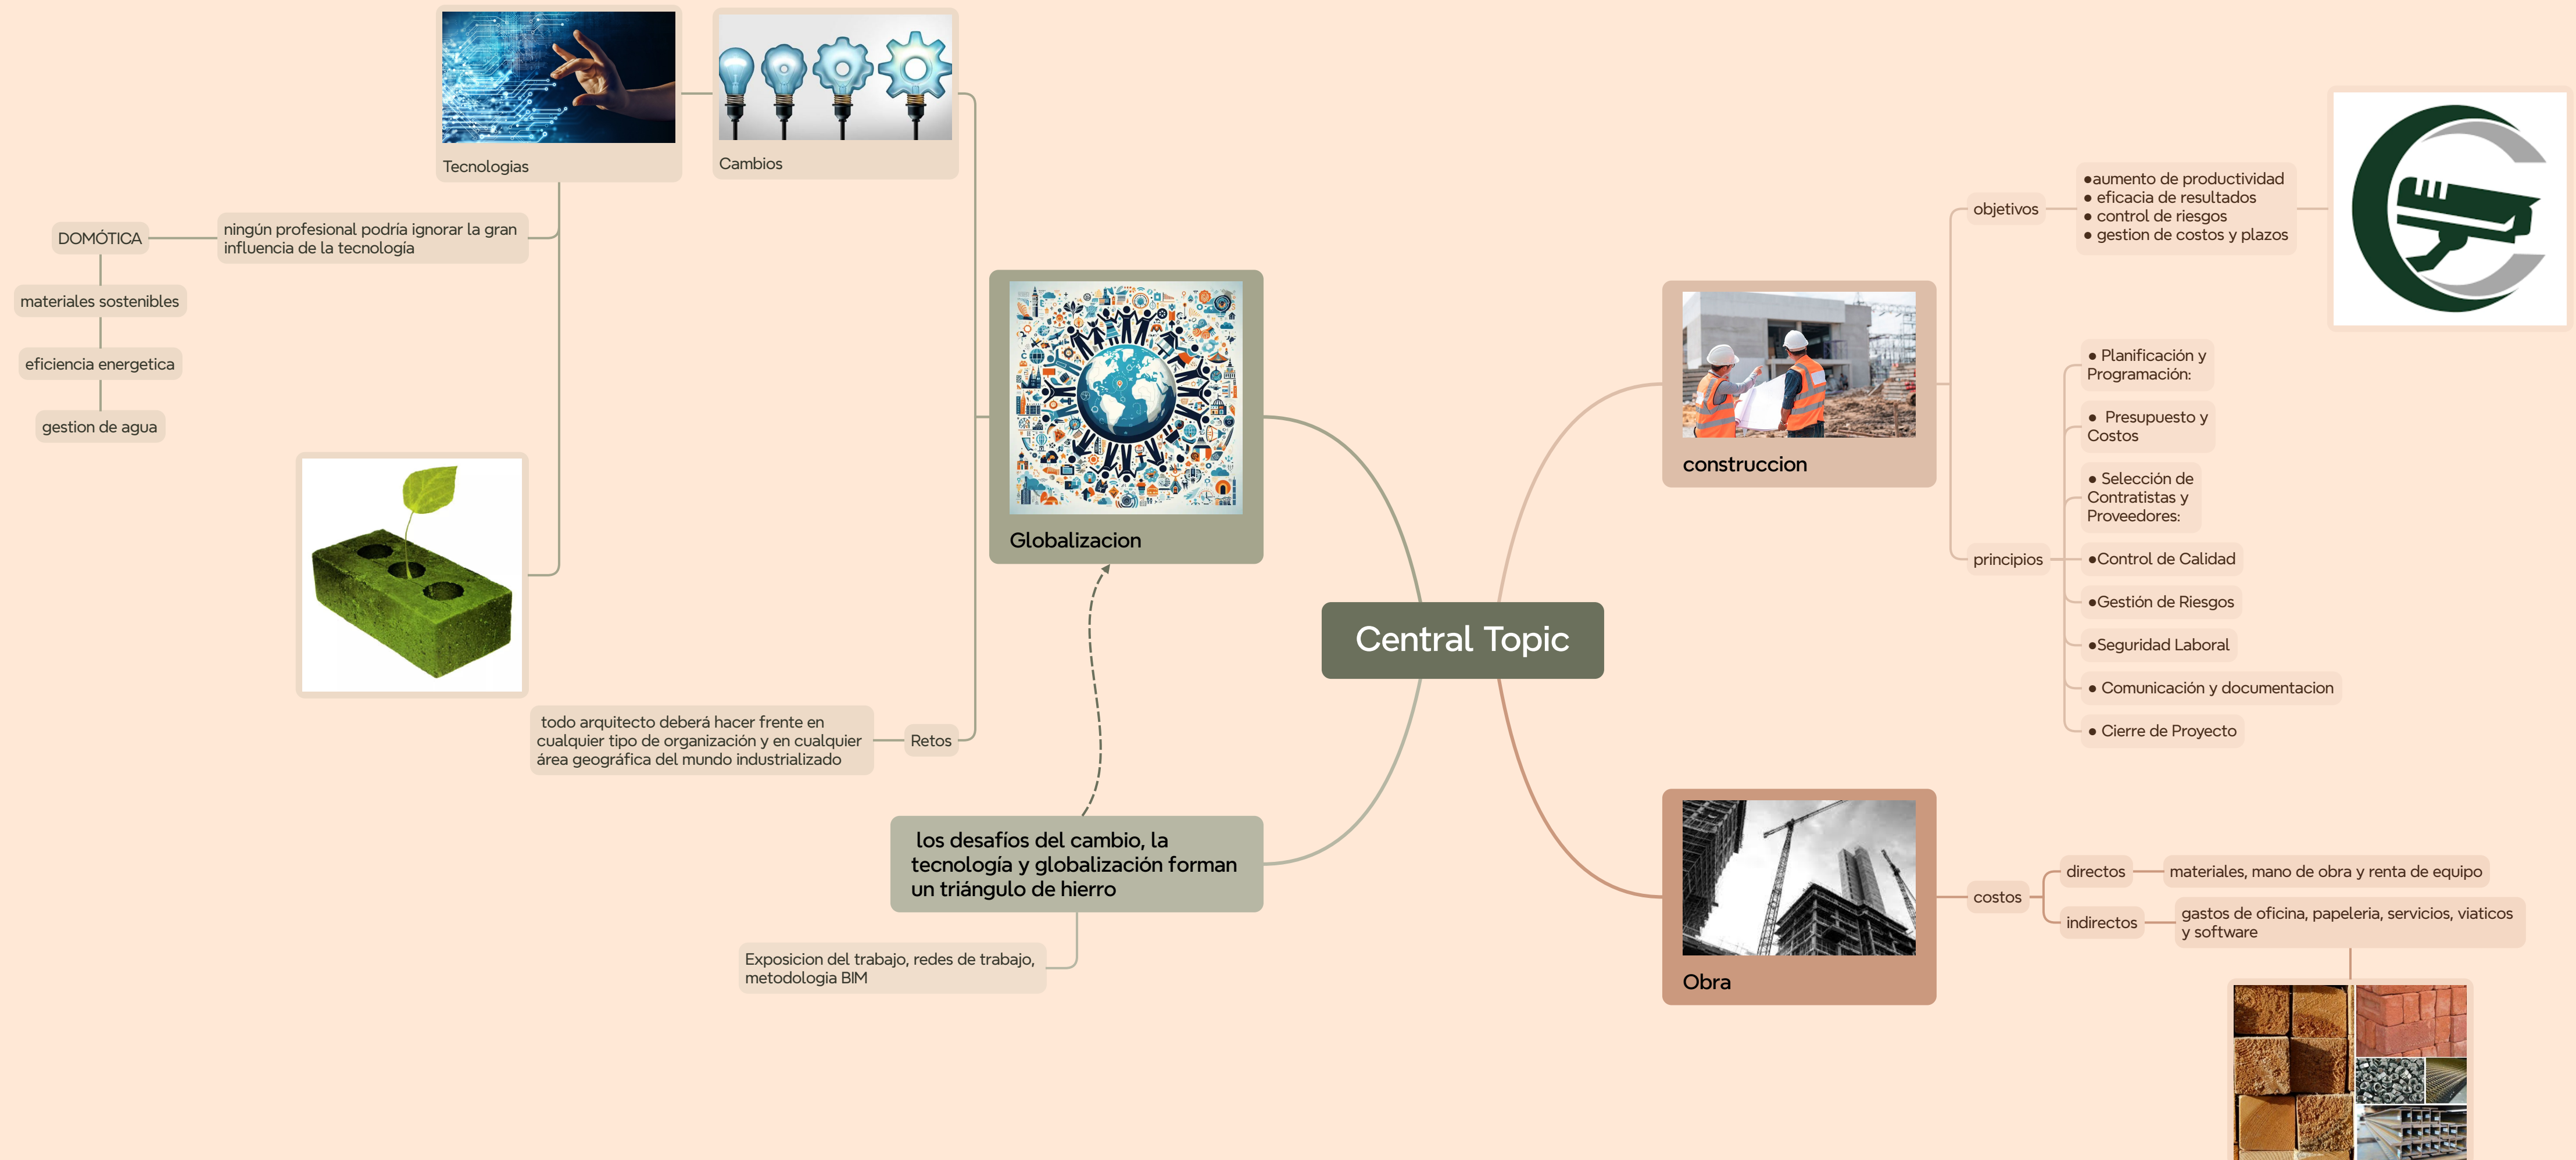 Tecnologias
Cambios
DOMÓTICA
ningún profesional podría ignorar la gran
influencia de la tecnología
materiales sostenibles
eficiencia energetica
gestion de agua
Globalizacion
Retos
todo arquitecto deberá hacer frente en
cualquier tipo de organización y en cualquier
área geográfica del mundo industrializado
los desafíos del cambio, la
tecnología y globalización forman
un triángulo de hierro
Exposicion del trabajo, redes de trabajo,
metodologia BIM
Central Topic
construccion
objetivos
●aumento de productividad
● eficacia de resultados
● control de riesgos
● gestion de costos y plazos
principios
● Planificación y
Programación:
● Presupuesto y
Costos
● Selección de
Contratistas y
Proveedores:
●Control de Calidad
●Gestión de Riesgos
●Seguridad Laboral
● Comunicación y documentacion
● Cierre de Proyecto
Obra
costos
directos
materiales, mano de obra y renta de equipo
indirectos
gastos de oficina, papeleria, servicios, viaticos
y software